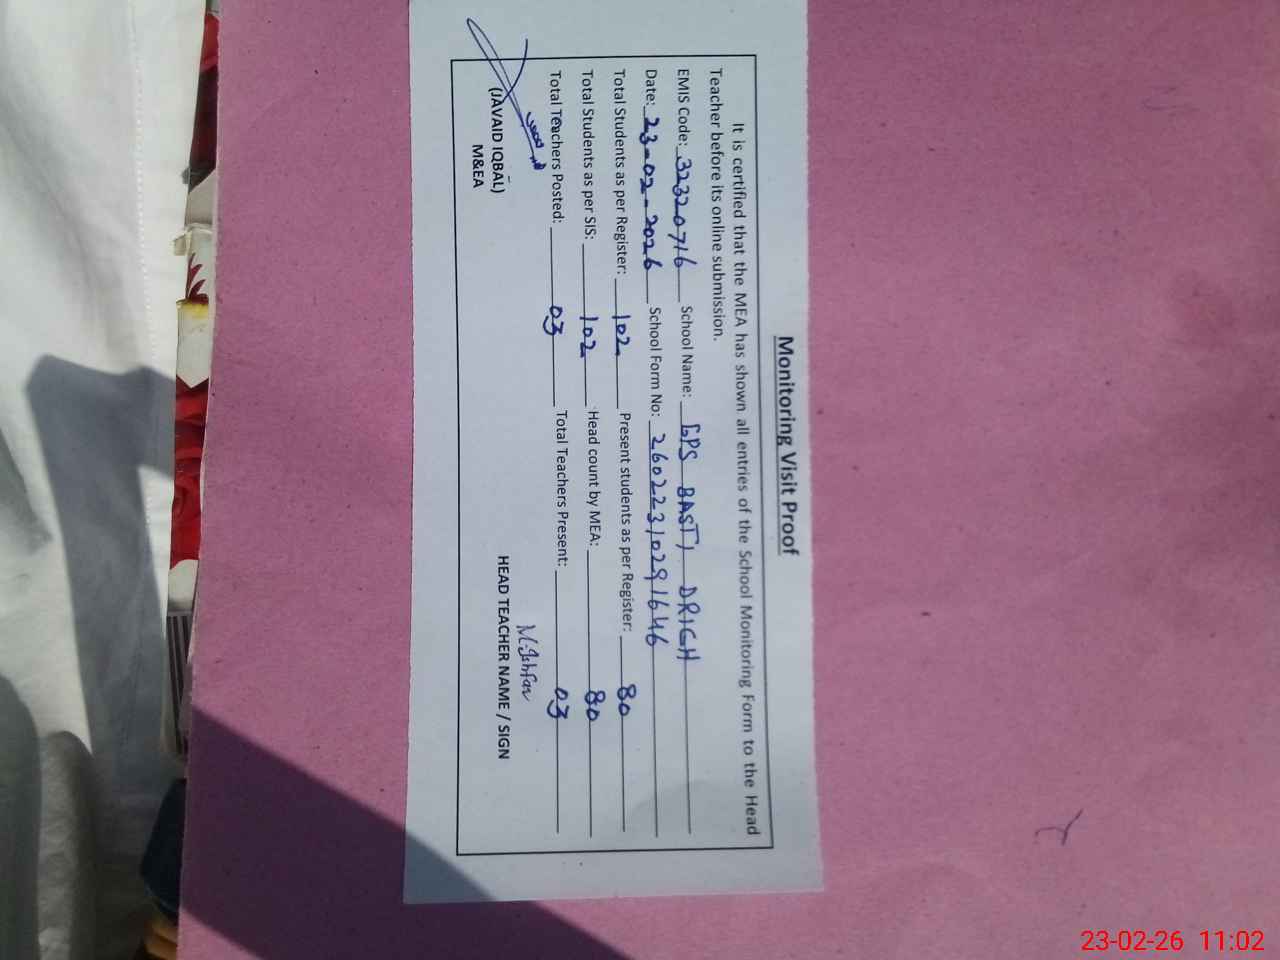 Monitoring Visit Proof
It is certified that the MEA has shown all entries of the School Monitoring Form to the Head
Teacher before its online submission.
EMIS Code: 32320716 School Name: GPS BASTI DRIGH
Date: 23-02-2026 School Form No: 26022310291646
Total Students as per Register: 102 Present students as per Register: 80
Total Students as per SIS: 102 Head count by MEA: 80
Total Teachers Posted: 03 Total Teachers Present: 03
M.Ishfaq
(JAVAID IQBAL) HEAD TEACHER NAME / SIGN
M&EA
23-02-26 11:02